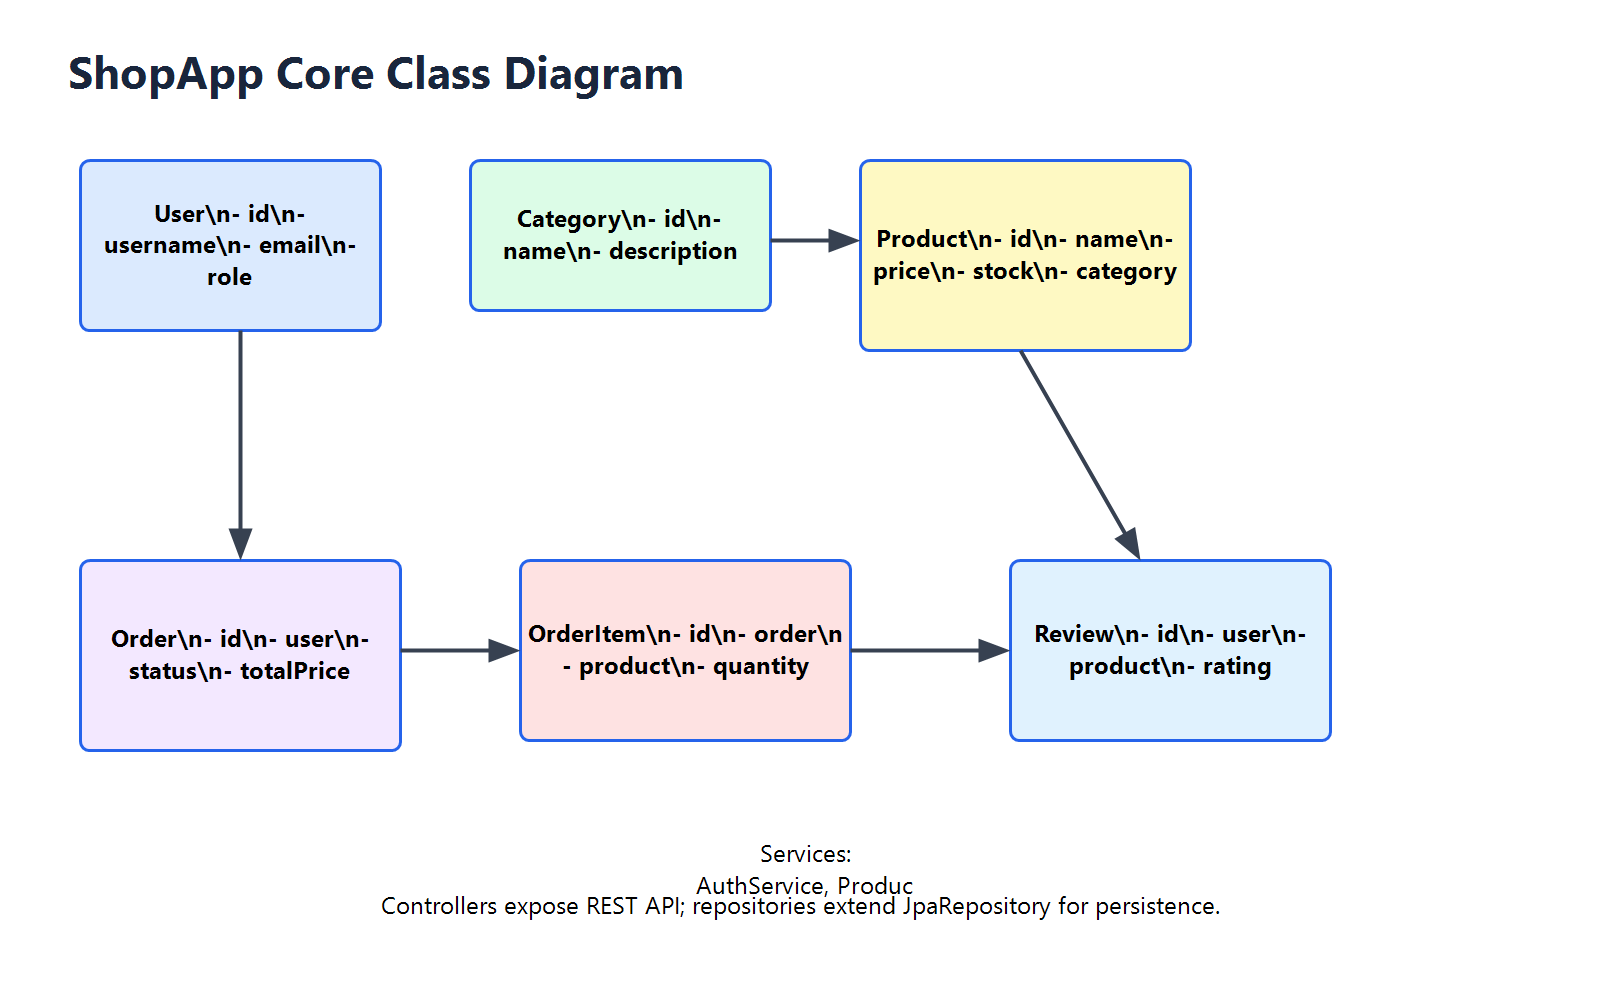 ShopApp Core Class Diagram
User\n- id\n-
username\n- email\n-
role
Category\n- id\n-
name\n- description
Product\n- id\n- name\n-
price\n- stock\n- category
Order\n- id\n- user\n-
status\n- totalPrice
OrderItem\n- id\n- order\n
- product\n- quantity
Review\n- id\n- user\n-
product\n- rating
Services:
AuthService, Produc
Controllers expose REST API; repositories extend JpaRepository for persistence.